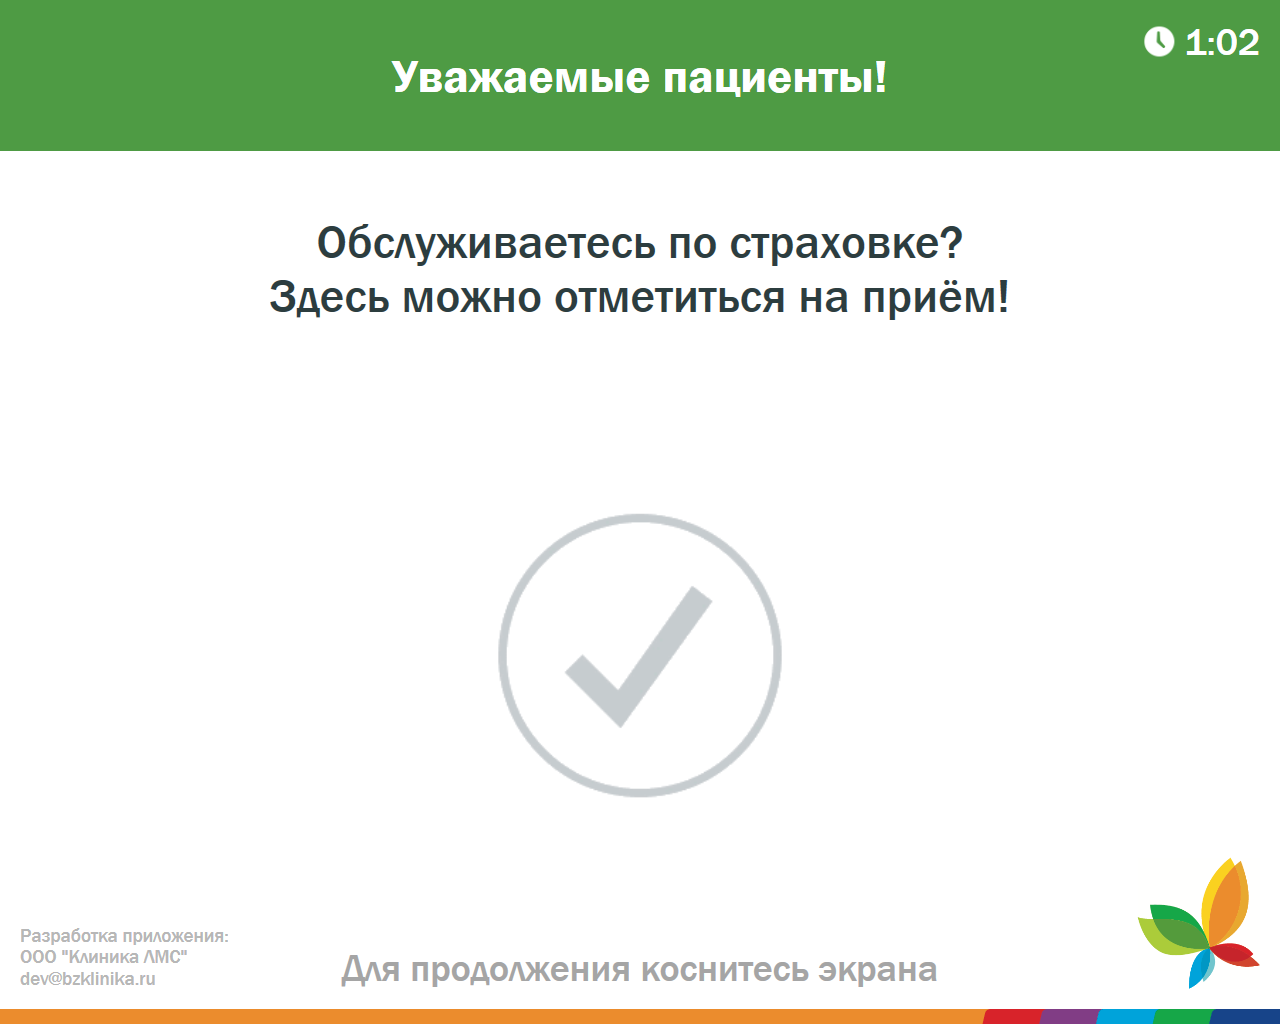 1:02
Уважаемые пациенты!
Обслуживаетесь по страховке?
Здесь можно отметиться на приём!
Разработка приложения:
ООО "Клиника ЛМС"
dev@bzklinika.ru
Для продолжения коснитесь экрана